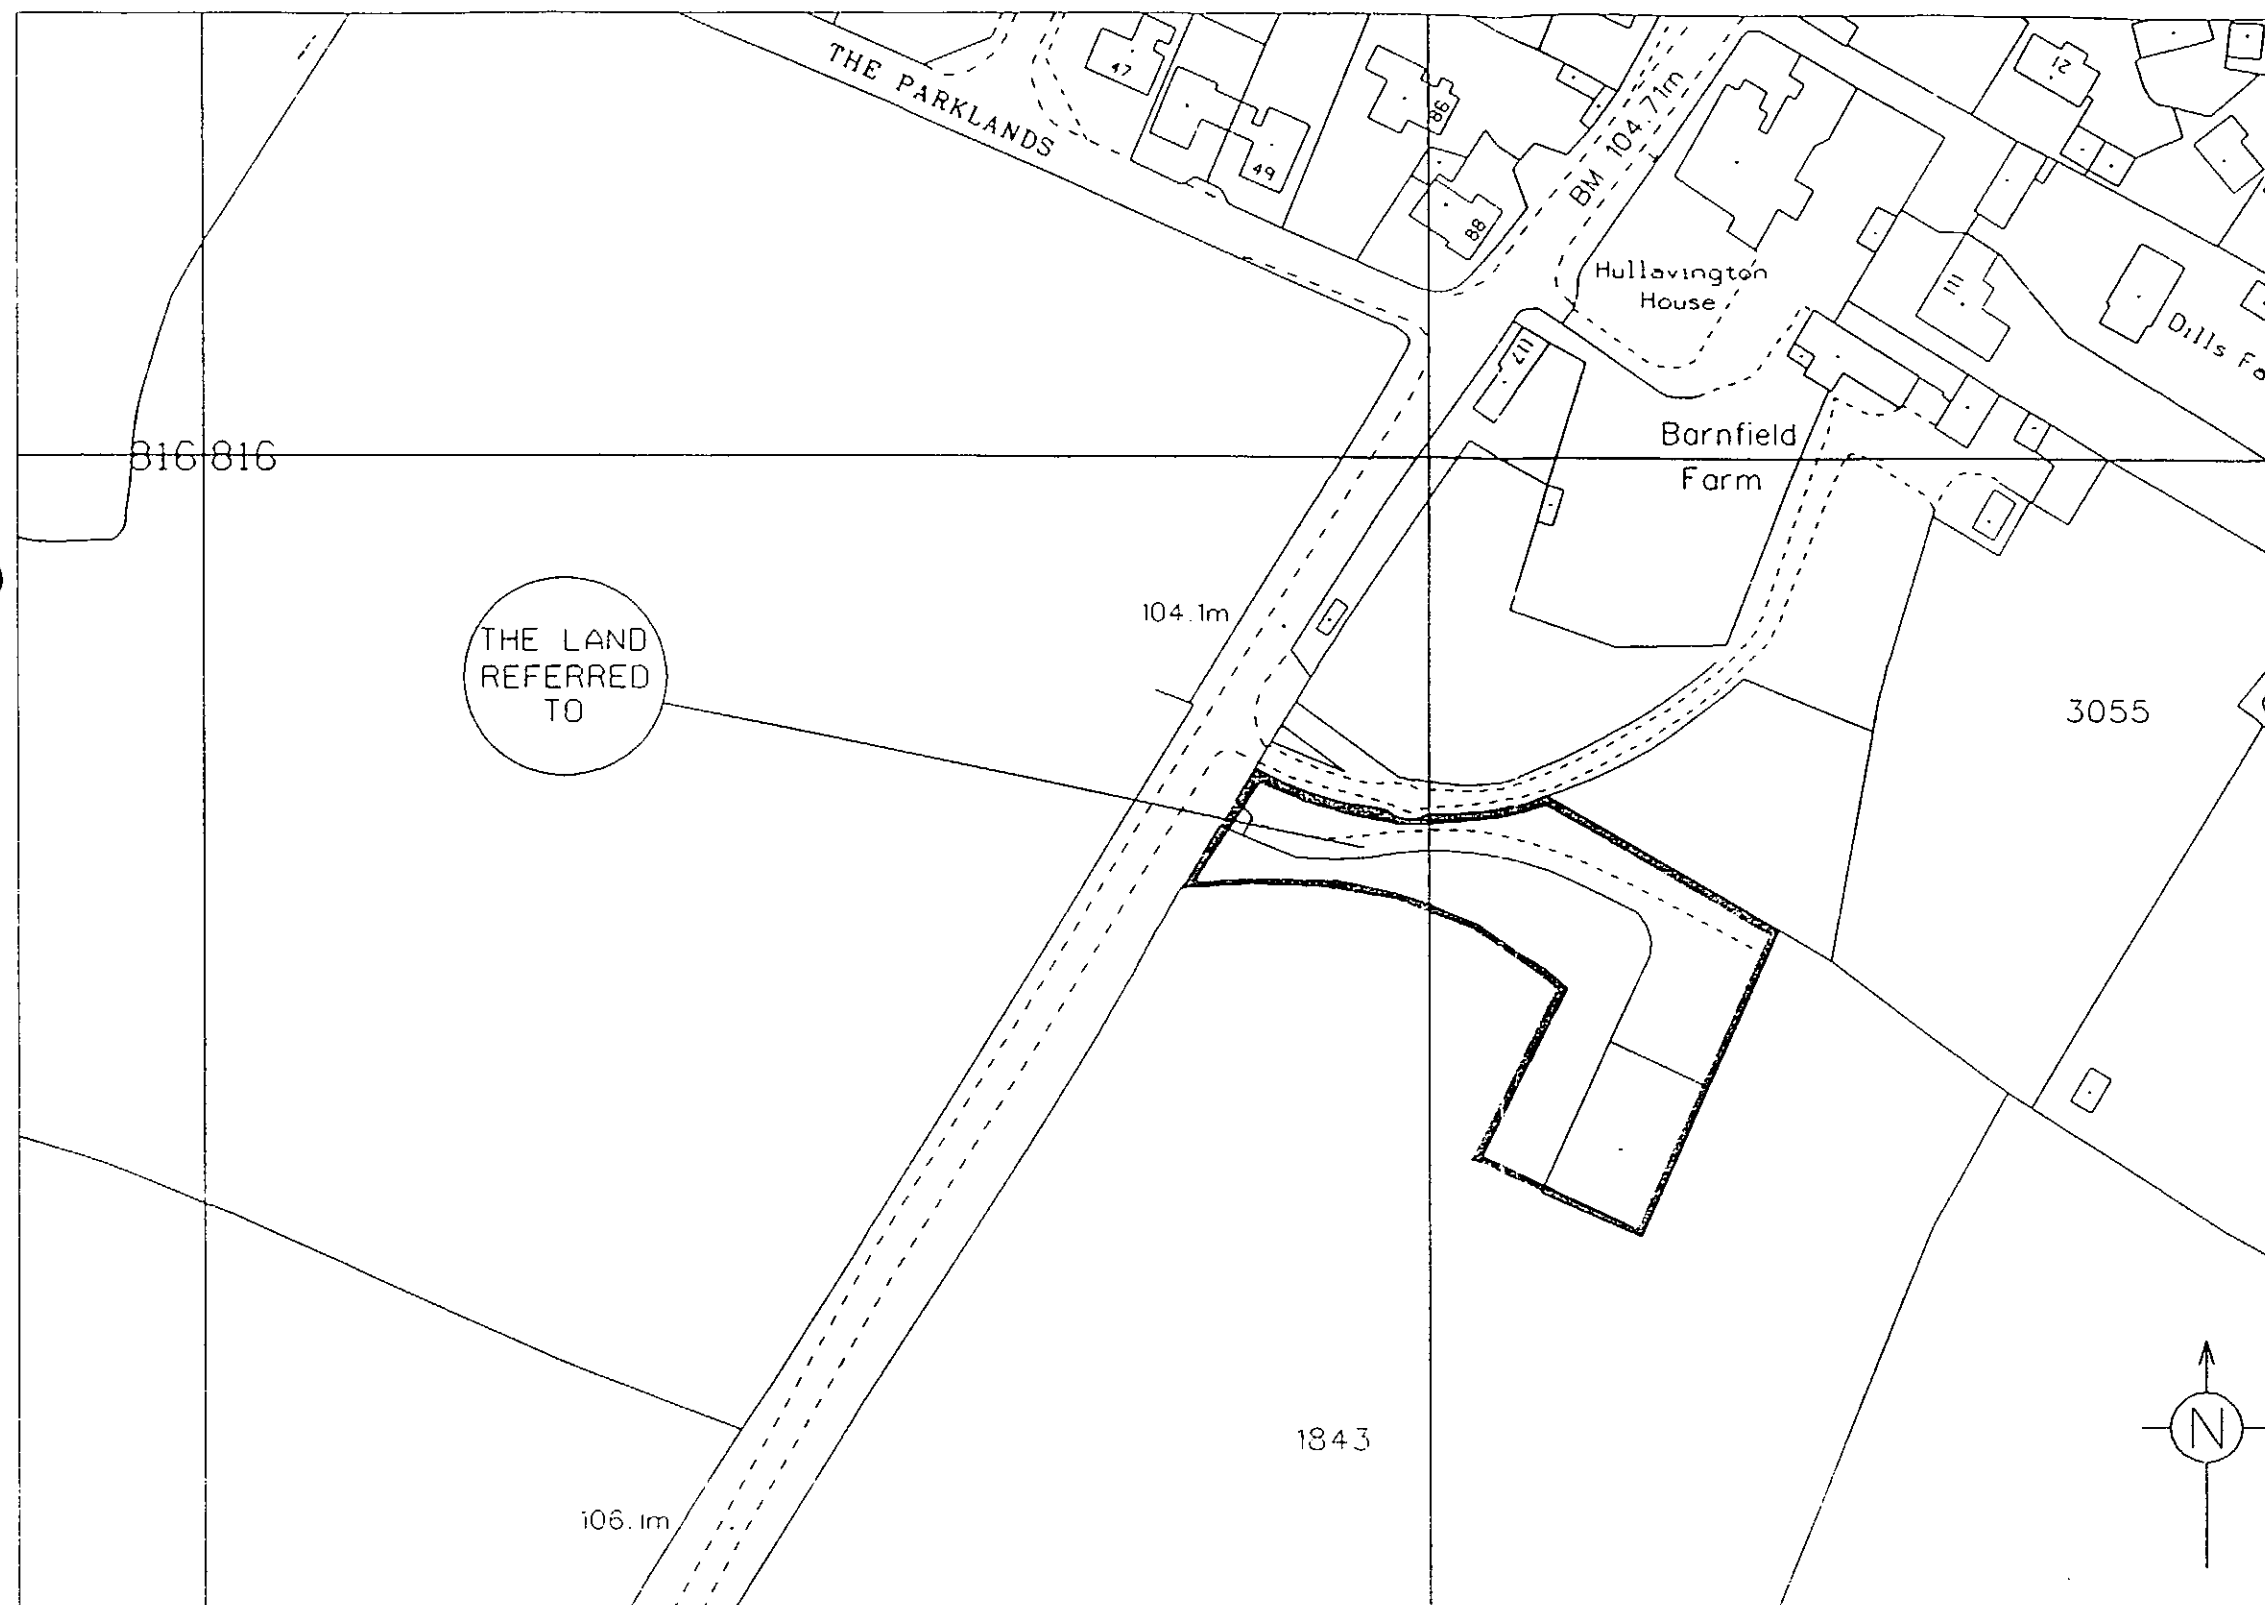 THE PARKLANDS
47
49
86
88
BM 104.71m
12
Hullavington
House
111
Dills Fa
117
816 816
Barnfield
Farm
104.1m
THE LAND
REFERRED
TO
3055
1843
106.1m
N